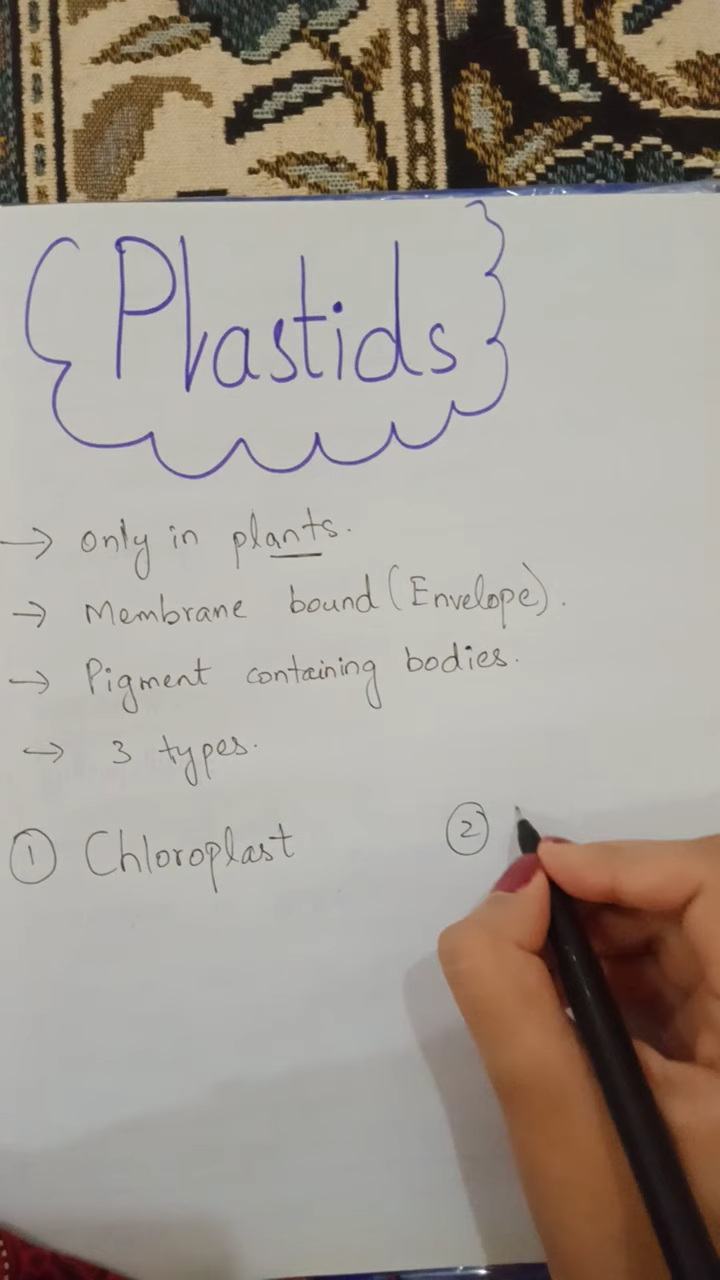 Plastids
→ only in plants.
→ Membrane bound (Envelope).
→ Pigment containing bodies.
→ 3 types.
① Chloroplast ②